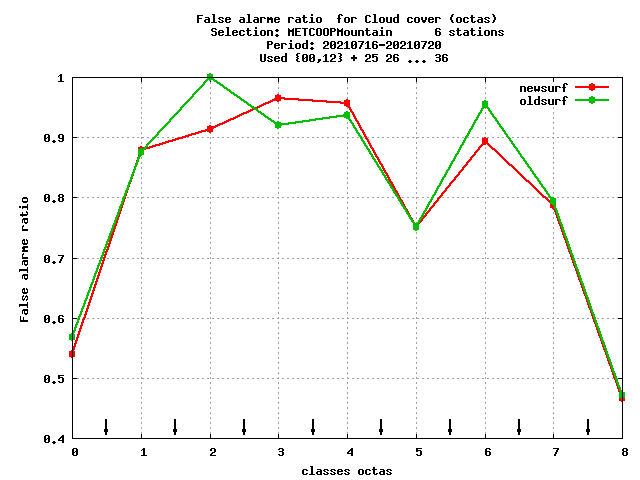 False alarme ratio  for Cloud cover (octas)
Selection: METCOOPMountain      6 stations
Period: 20210716-20210720
Used {00,12} + 25 26 ... 36
newsurf
oldsurf
1
0.9
0.8
0.7
0.6
0.5
0.4
False alarme ratio
0 1 2 3 4 5 6 7 8
classes octas